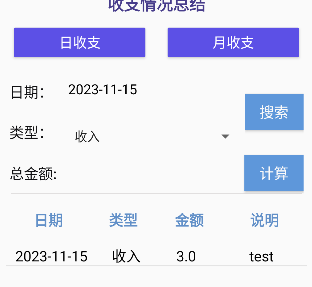 收支情况总结
日收支 月收支
日期： 2023-11-15
搜索
类型： 收入
总金额: 计算
日期 类型 金额 说明
2023-11-15 收入 3.0 test